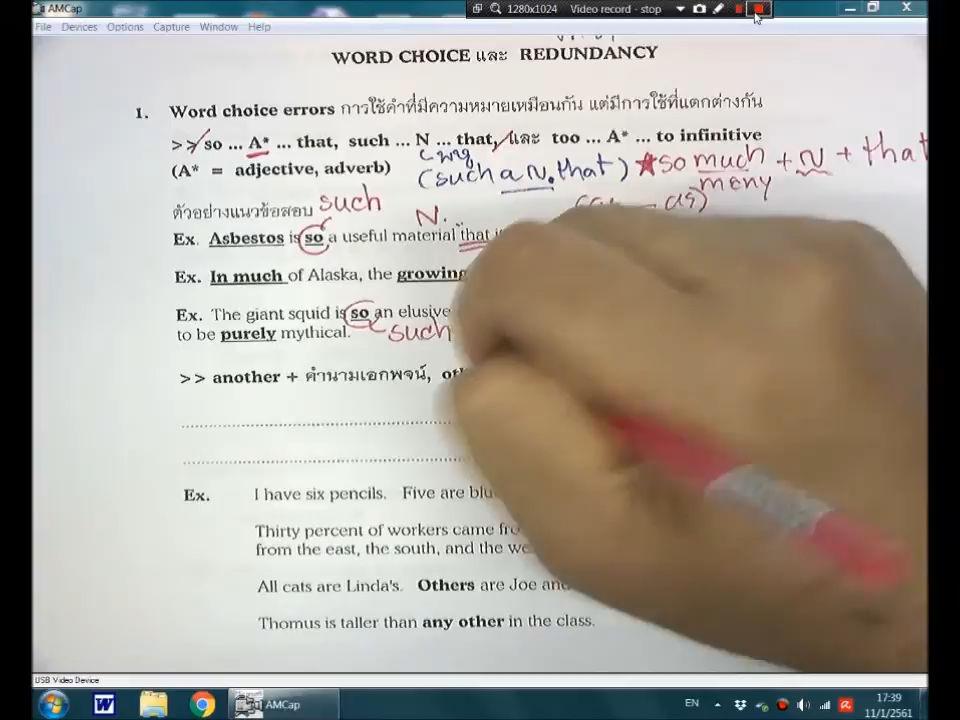 AMCap
1280x1024 Video record - stop
File Devices Options Capture Window Help
WORD CHOICE และ REDUNDANCY
1. Word choice errors การใช้คำที่มีความหมายเหมือนกัน แต่มีการใช้ที่แตกต่างกัน
>> so ... A* ... that, such ... N ... that, และ too ... A* ... to infinitive
(A* = adjective, adverb) (such a N. that) so much + N + that
many
ตัวอย่างแนวข้อสอบ such N.
Ex. Asbestos is so a useful material that
Ex. In much of Alaska, the growing
Ex. The giant squid is so an elusive
to be purely mythical. such
>> another + คำนามเอกพจน์,
Ex. I have six pencils. Five are
Thirty percent of workers came
from the east, the south, and the
All cats are Linda's. Others are Joe
Thomus is taller than any other in the class.
USB Video Device
AMCap
EN
17:39
11/1/2561